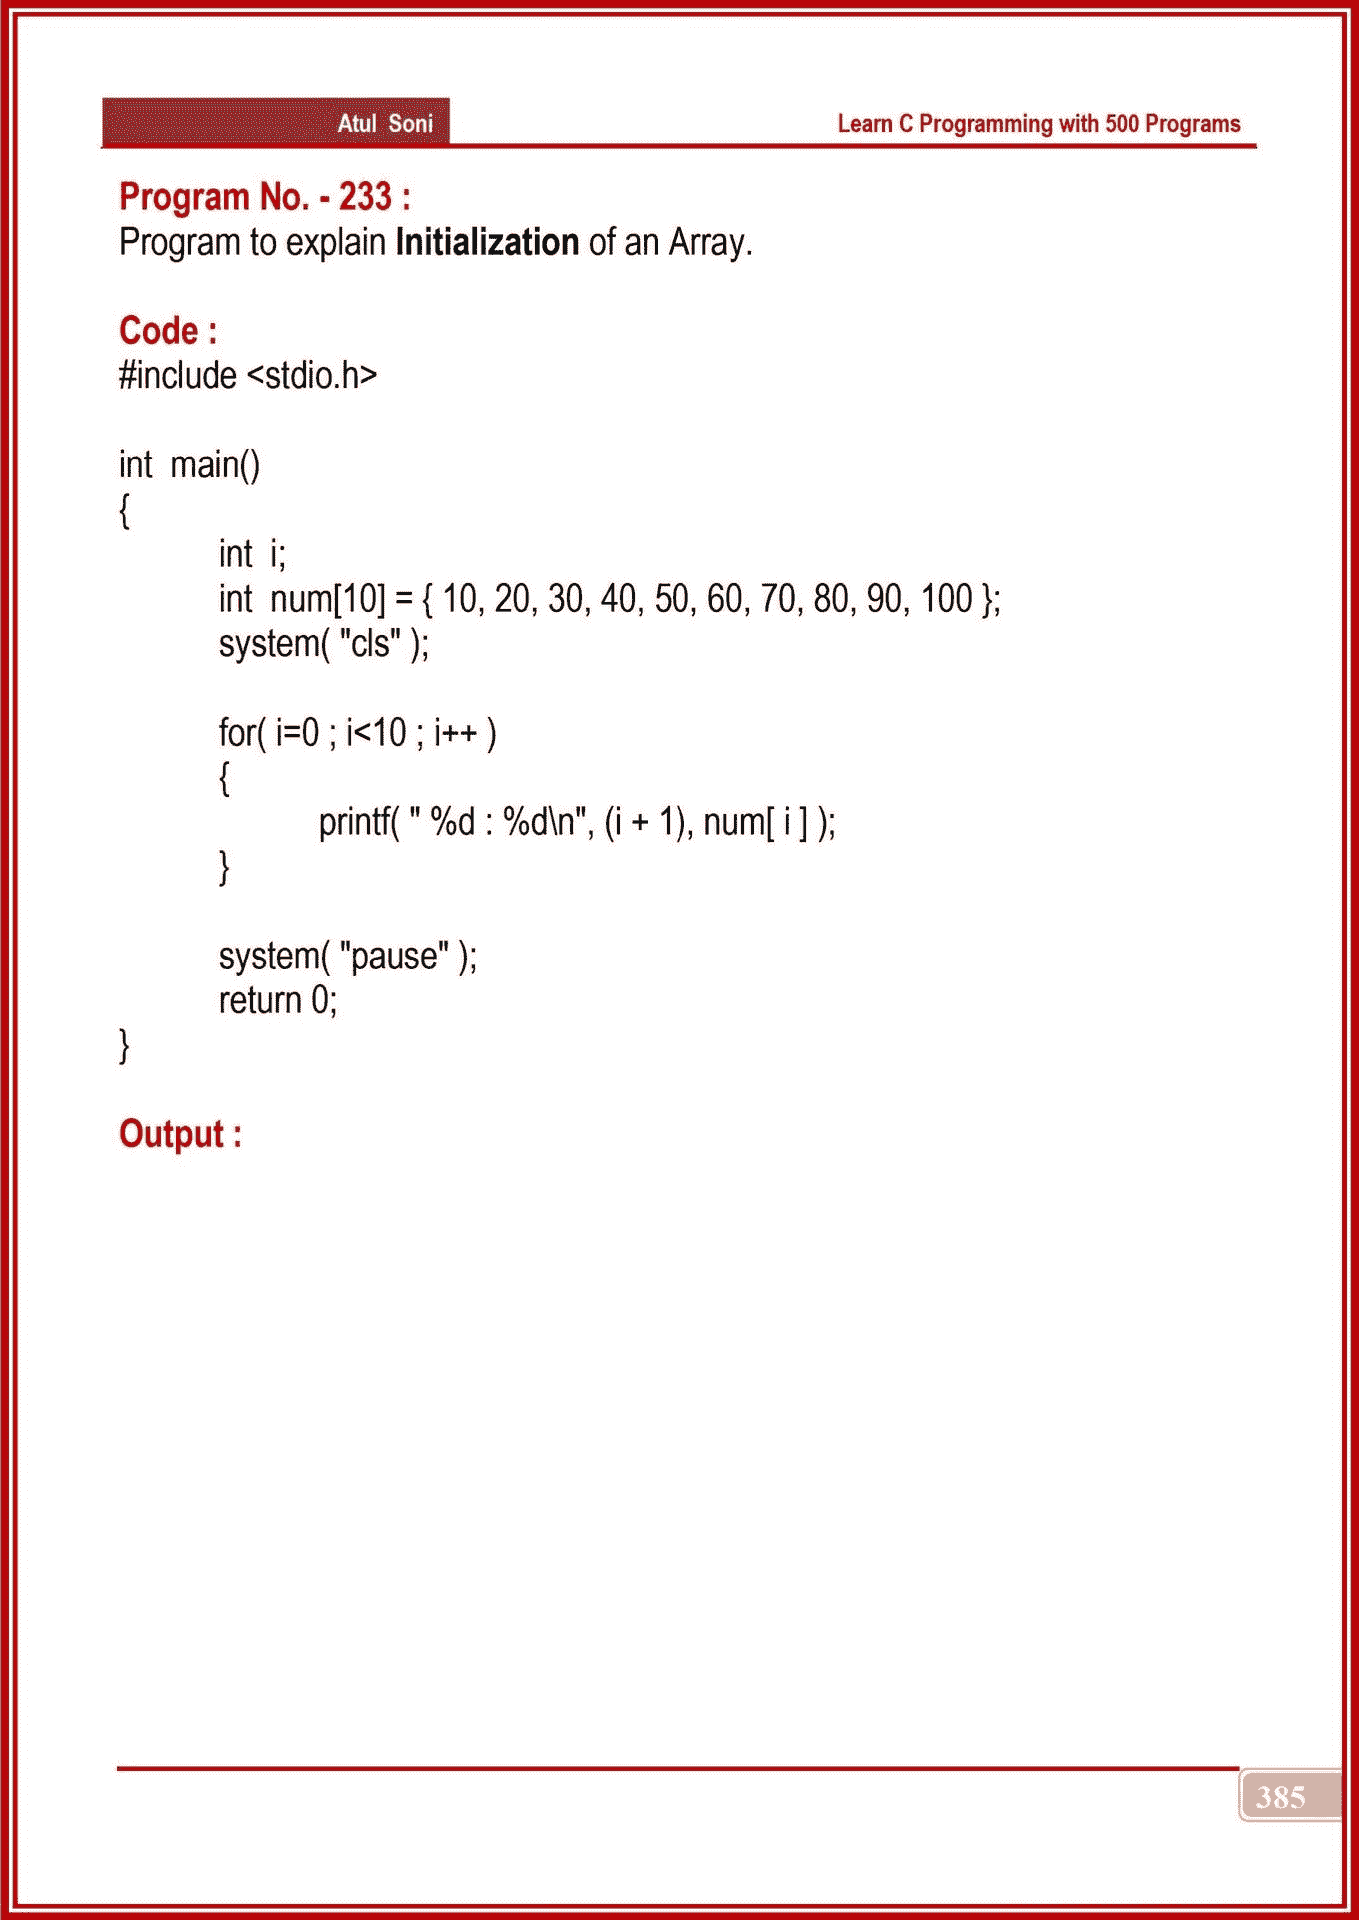 Atul  Soni
Learn C Programming with 500 Programs
Program No. - 233 :
Program to explain Initialization of an Array.
Code :
#include <stdio.h>
int  main()
{
int  i;
int  num[10] = { 10, 20, 30, 40, 50, 60, 70, 80, 90, 100 };
system( "cls" );
for( i=0 ; i<10 ; i++ )
{
printf( " %d : %d\n", (i + 1), num[ i ] );
}
system( "pause" );
return 0;
}
Output :
385